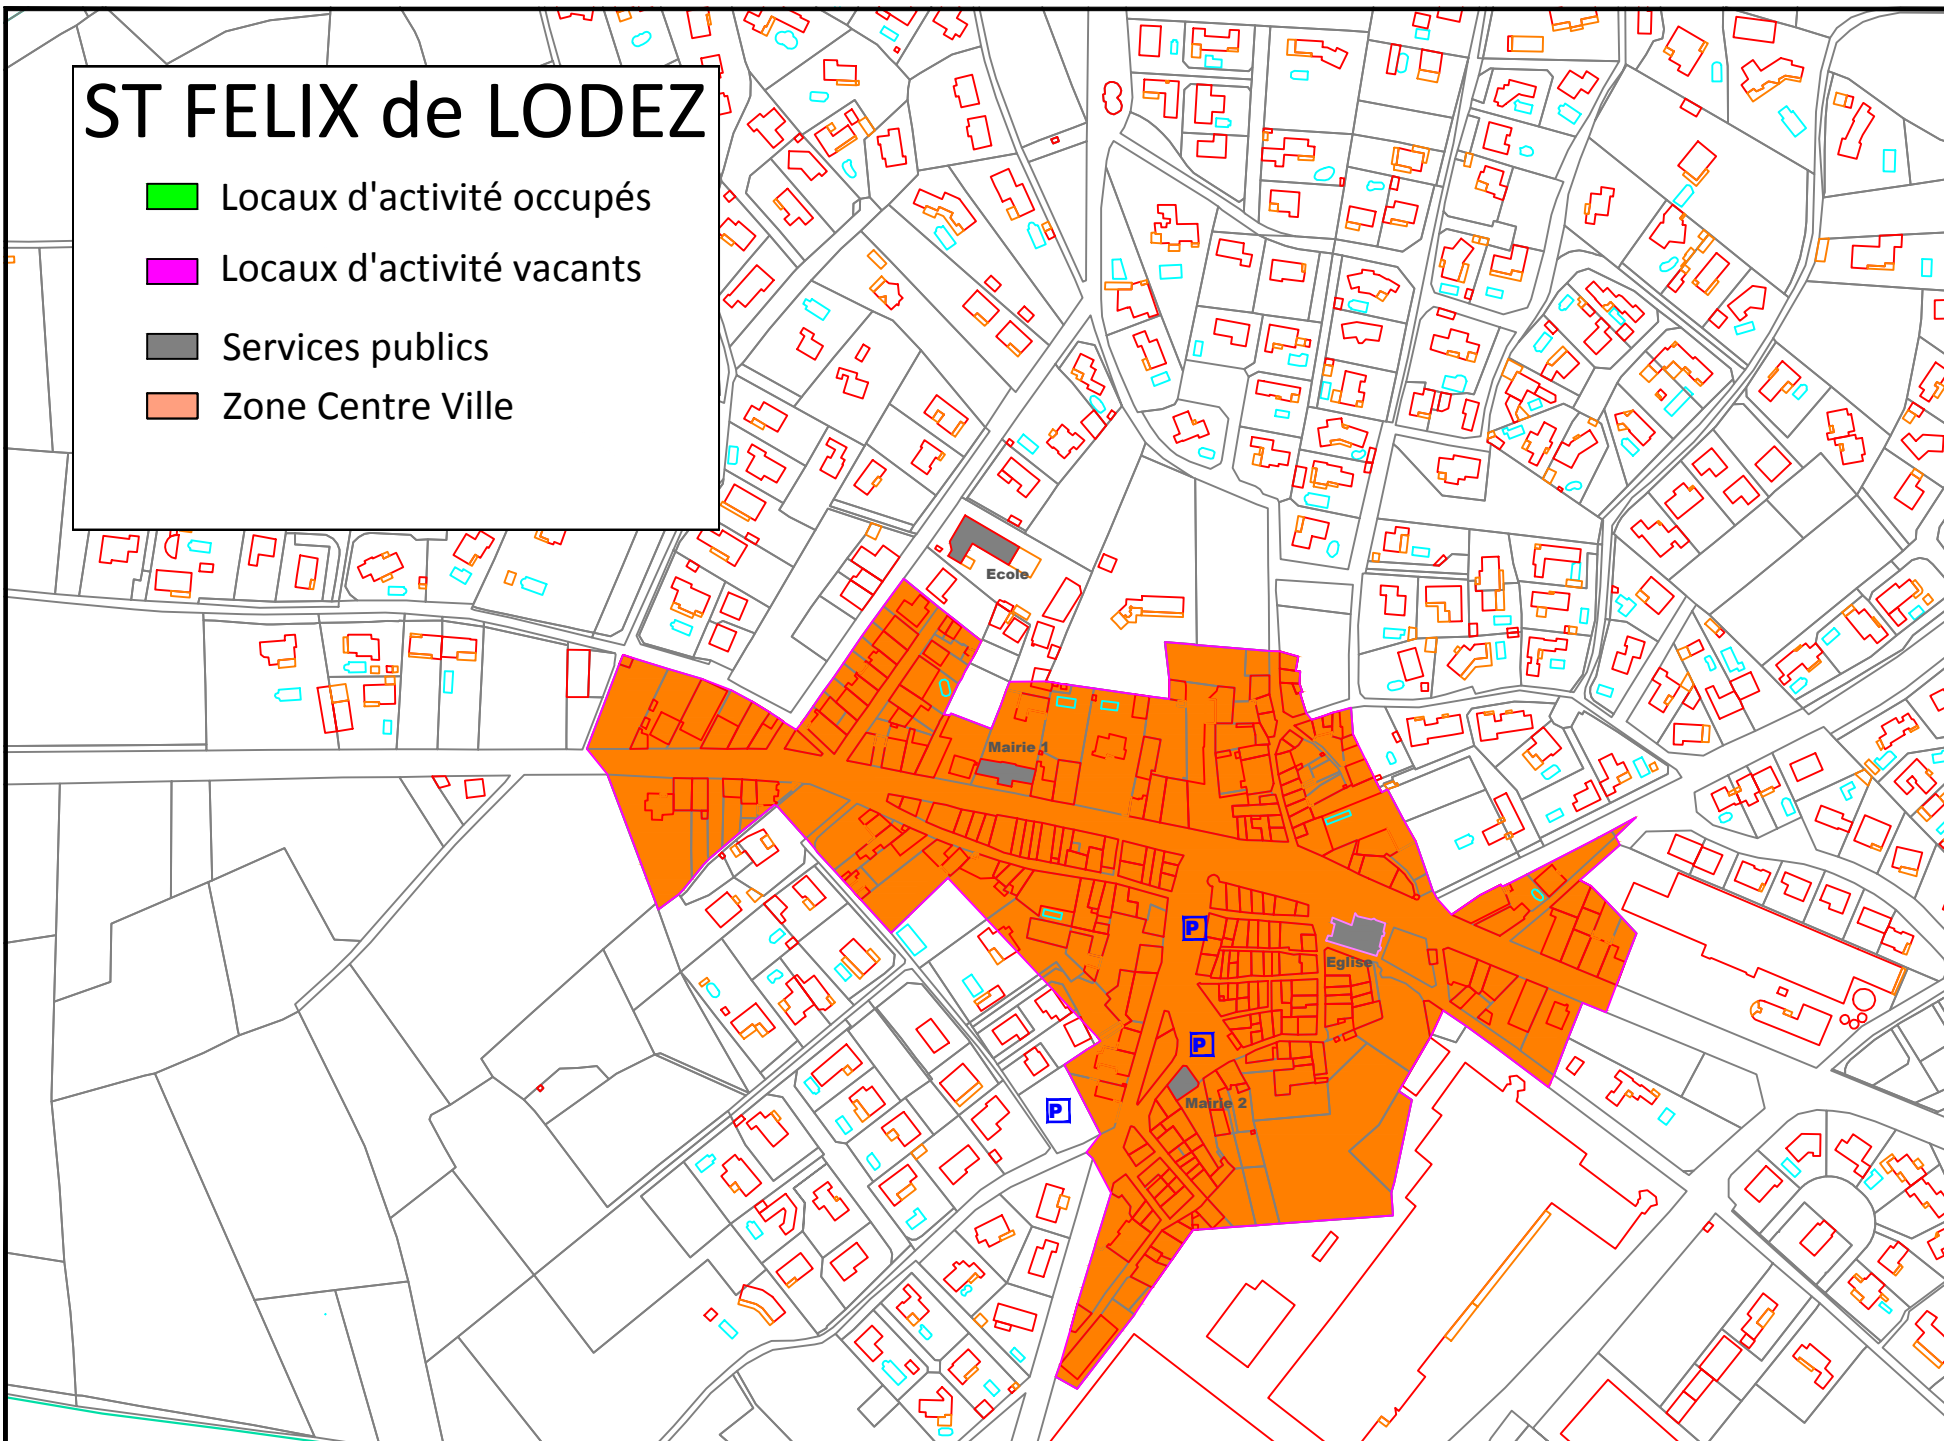 ST FELIX de LODEZ
Locaux d'activité occupés
Locaux d'activité vacants
Services publics
Zone Centre Ville
Ecole
Mairie 1
P
Eglise
P
Mairie 2
P